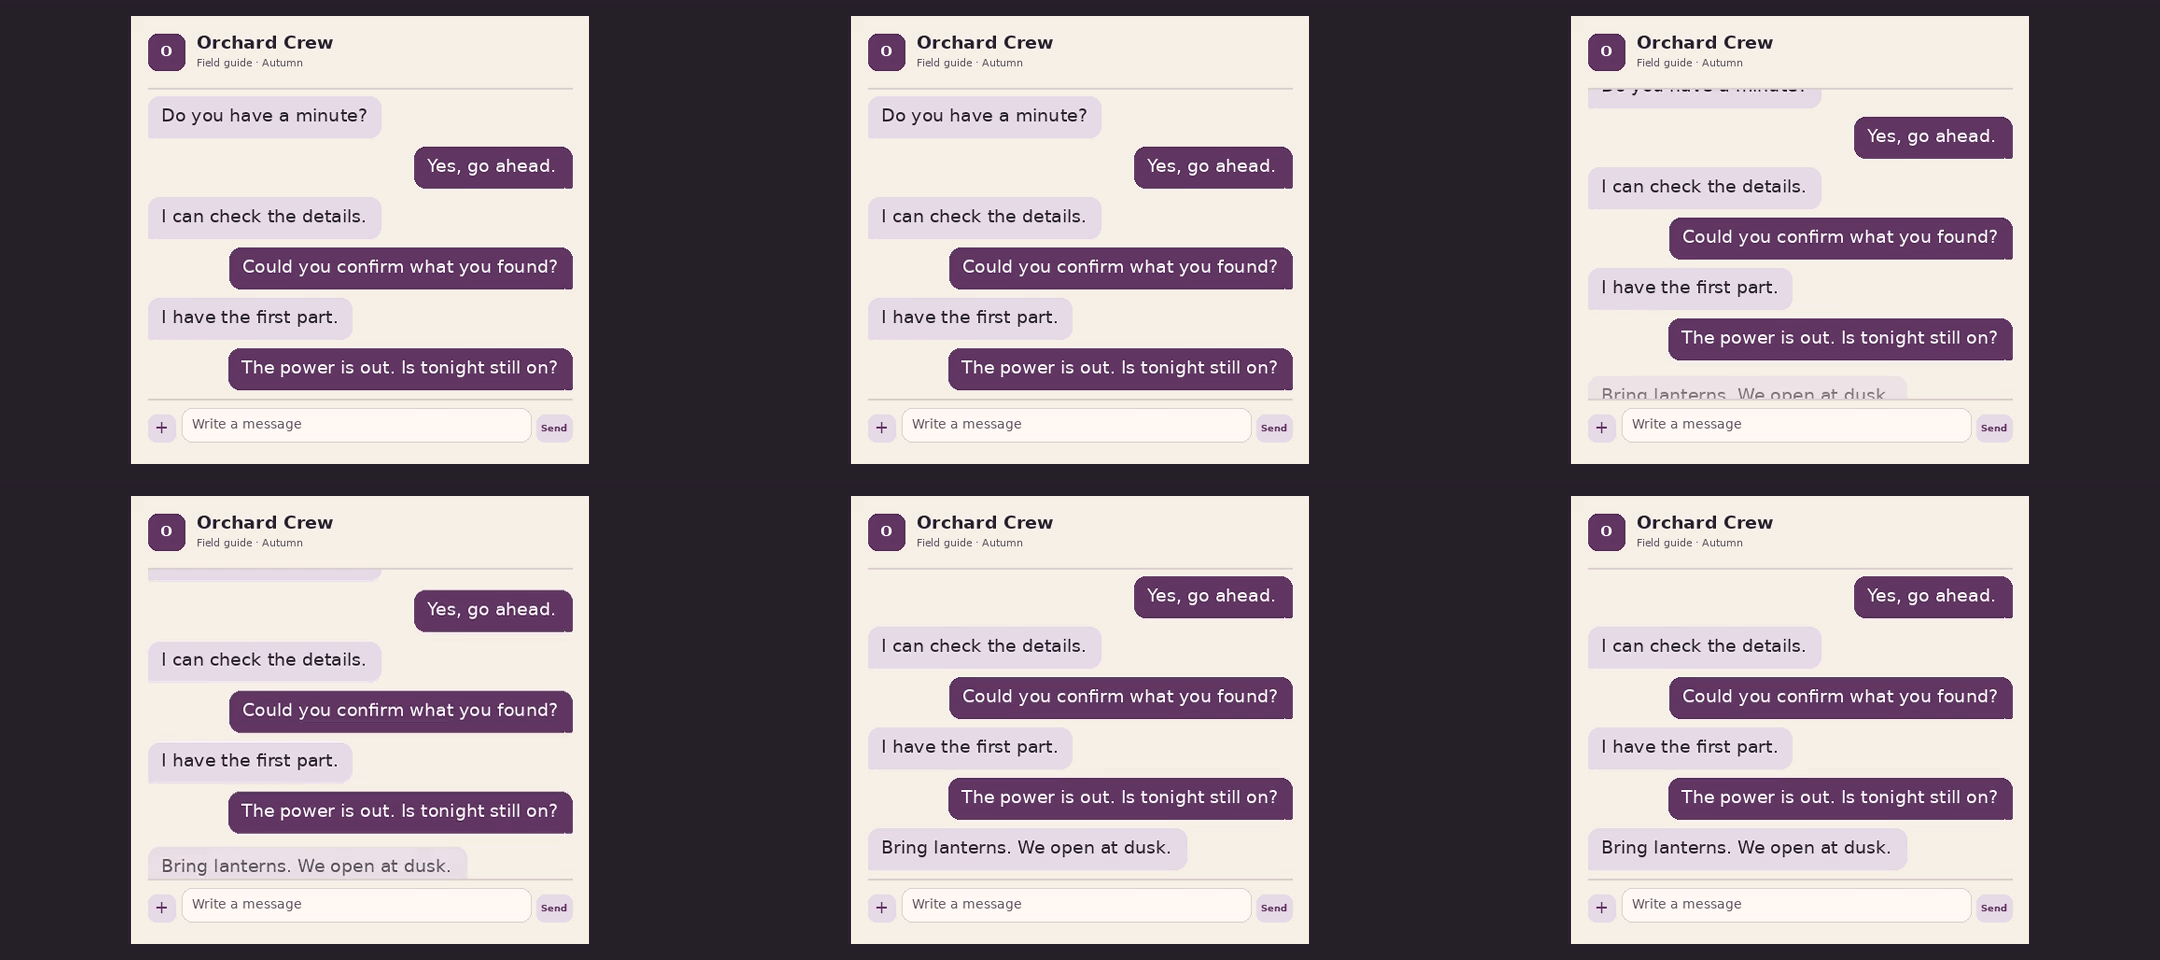 O
Orchard Crew
Field guide · Autumn
Do you have a minute?
Yes, go ahead.
I can check the details.
Could you confirm what you found?
I have the first part.
The power is out. Is tonight still on?
+
Write a message
Send
O
Orchard Crew
Field guide · Autumn
Do you have a minute?
Yes, go ahead.
I can check the details.
Could you confirm what you found?
I have the first part.
The power is out. Is tonight still on?
+
Write a message
Send
O
Orchard Crew
Field guide · Autumn
Do you have a minute?
Yes, go ahead.
I can check the details.
Could you confirm what you found?
I have the first part.
The power is out. Is tonight still on?
Bring lanterns. We open at dusk.
+
Write a message
Send
O
Orchard Crew
Field guide · Autumn
Yes, go ahead.
I can check the details.
Could you confirm what you found?
I have the first part.
The power is out. Is tonight still on?
Bring lanterns. We open at dusk.
+
Write a message
Send
O
Orchard Crew
Field guide · Autumn
Yes, go ahead.
I can check the details.
Could you confirm what you found?
I have the first part.
The power is out. Is tonight still on?
Bring lanterns. We open at dusk.
+
Write a message
Send
O
Orchard Crew
Field guide · Autumn
Yes, go ahead.
I can check the details.
Could you confirm what you found?
I have the first part.
The power is out. Is tonight still on?
Bring lanterns. We open at dusk.
+
Write a message
Send